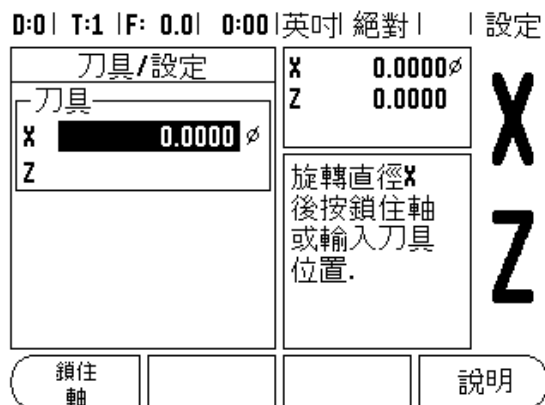 D:0 T:1 F: 0.0 0:00 英吋 絕對 設定
刀具/設定
刀具
X 0.0000 ⌀
Z
X 0.0000⌀
Z 0.0000
旋轉直徑X
後按鎖住軸
或輸入刀具
位置.
X
Z
鎖住
軸
說明